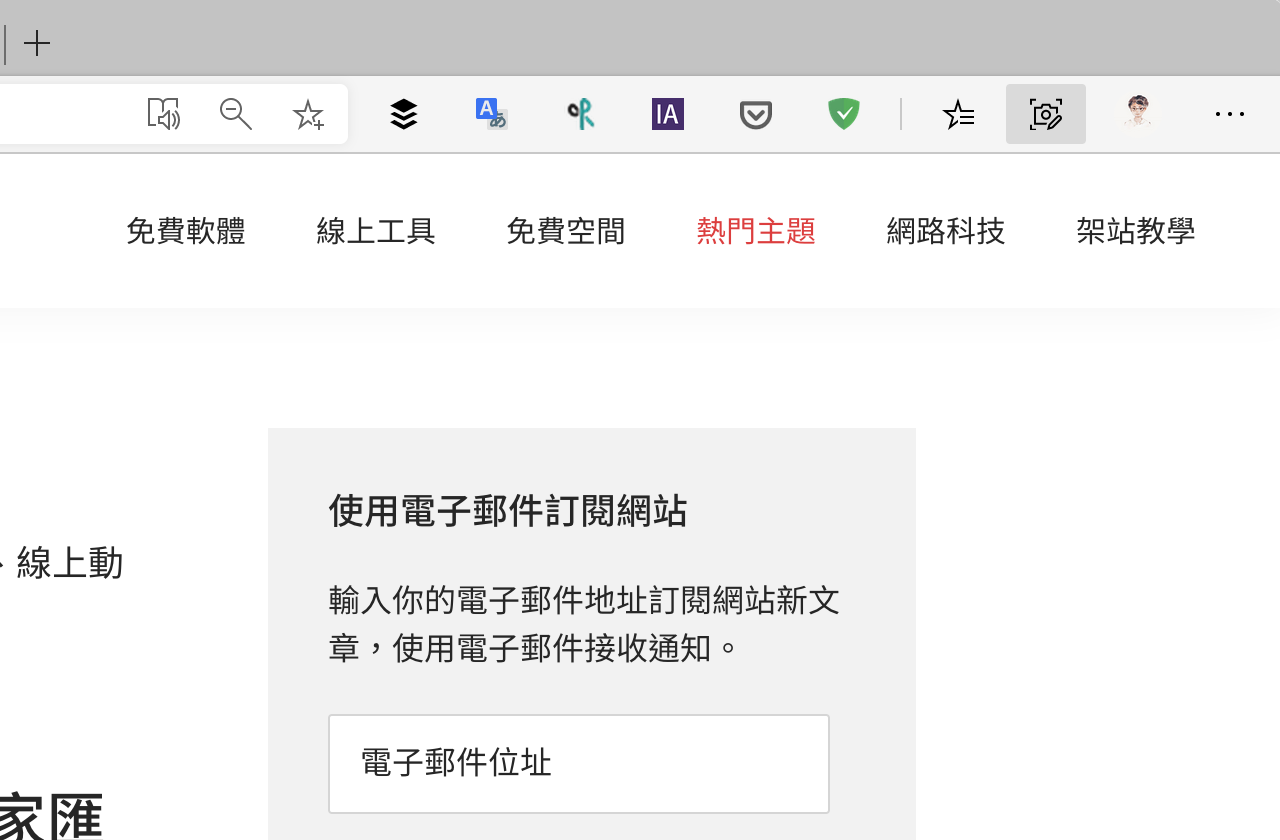 A
あ
IA
免費軟體 線上工具 免費空間 熱門主題 網路科技 架站教學
使用電子郵件訂閱網站
、線上動
輸入你的電子郵件地址訂閱網站新文
章，使用電子郵件接收通知。
電子郵件位址
家匯